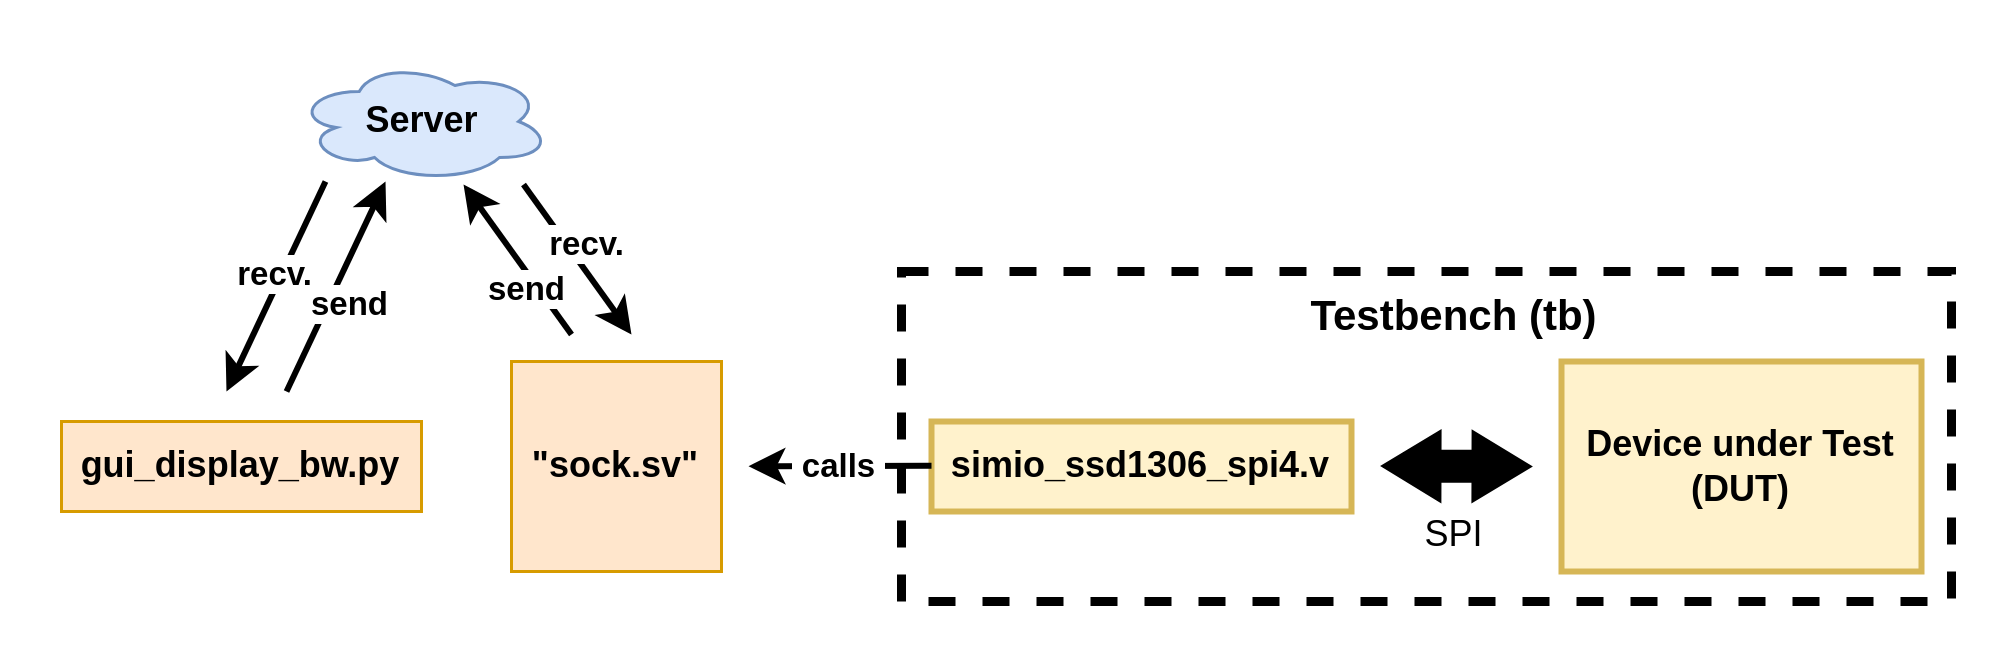 Server
recv.
send
send
recv.
Testbench (tb)
gui_display_bw.py
"sock.sv"
calls
simio_ssd1306_spi4.v
SPI
Device under Test
(DUT)